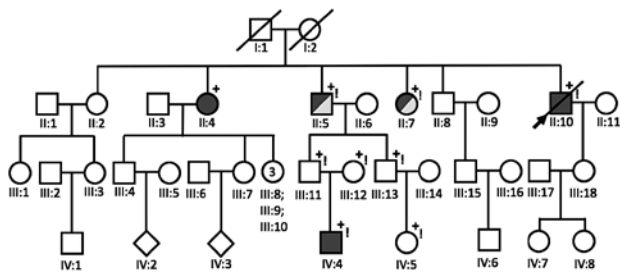 I:1 I:2
+ + + +
! ! !
II:1 II:2 II:3 II:4 II:5 II:6 II:7 II:8 II:9 II:10 II:11
+ + +
3 ! ! !
III:1 III:2 III:3 III:4 III:5 III:6 III:7 III:8; III:11 III:12 III:13 III:14 III:15 III:16 III:17 III:18
III:9;
III:10
+ +
! !
IV:1 IV:2 IV:3 IV:4 IV:5 IV:6 IV:7 IV:8